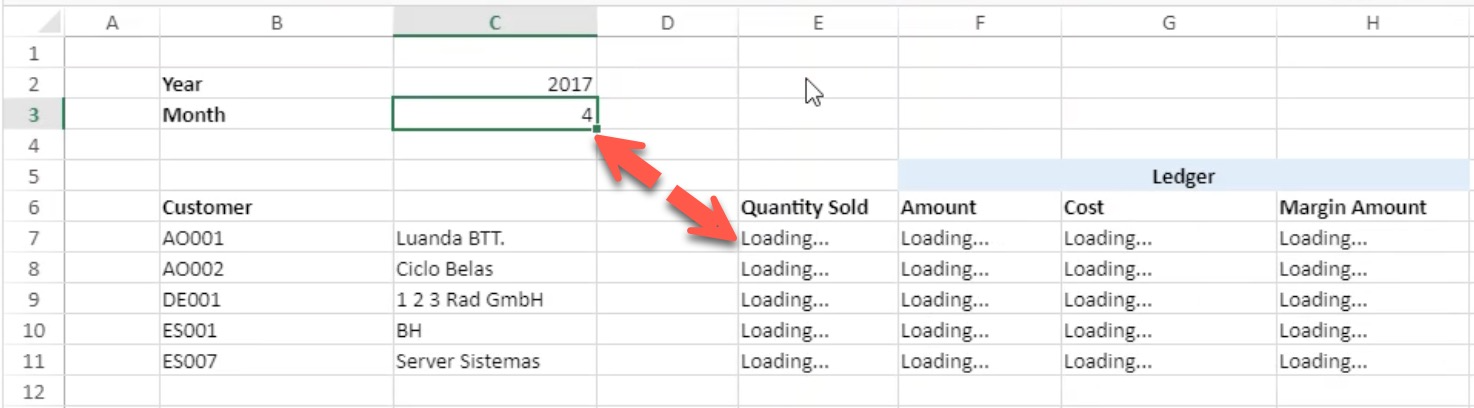 A B C D E F G H
1
2 Year 2017
3 Month 4
4
5 Ledger
6 Customer Quantity Sold Amount Cost Margin Amount
7 AO001 Luanda BTT. Loading... Loading... Loading... Loading...
8 AO002 Ciclo Belas Loading... Loading... Loading... Loading...
9 DE001 1 2 3 Rad GmbH Loading... Loading... Loading... Loading...
10 ES001 BH Loading... Loading... Loading... Loading...
11 ES007 Server Sistemas Loading... Loading... Loading... Loading...
12